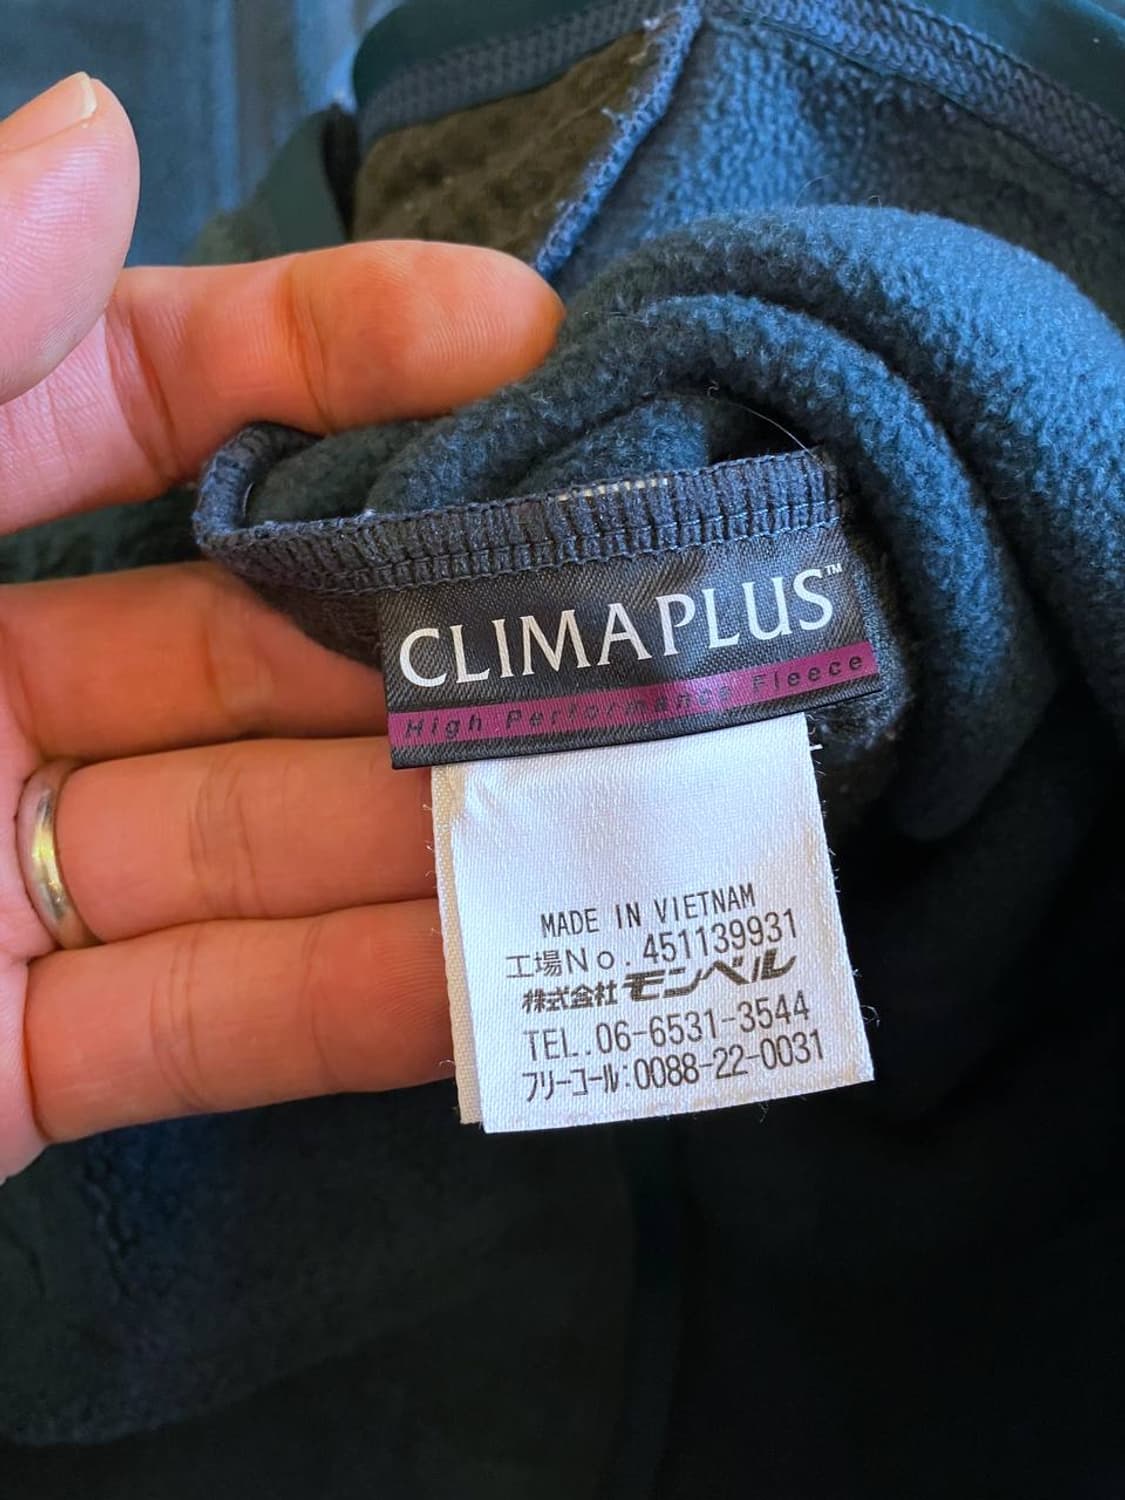 CLIMAPLUS™
High Performance Fleece
MADE IN VIETNAM
工場No.451139931
株式会社モンベル
TEL.06-6531-3544
フリーコール:0088-22-0031